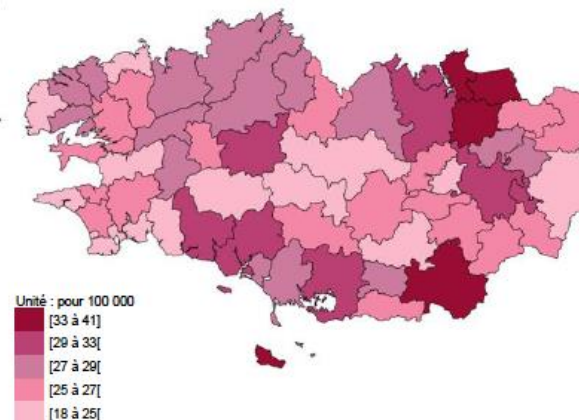 Unité : pour 100 000
[33 à 41]
[29 à 33[
[27 à 29[
[25 à 27[
[18 à 25[